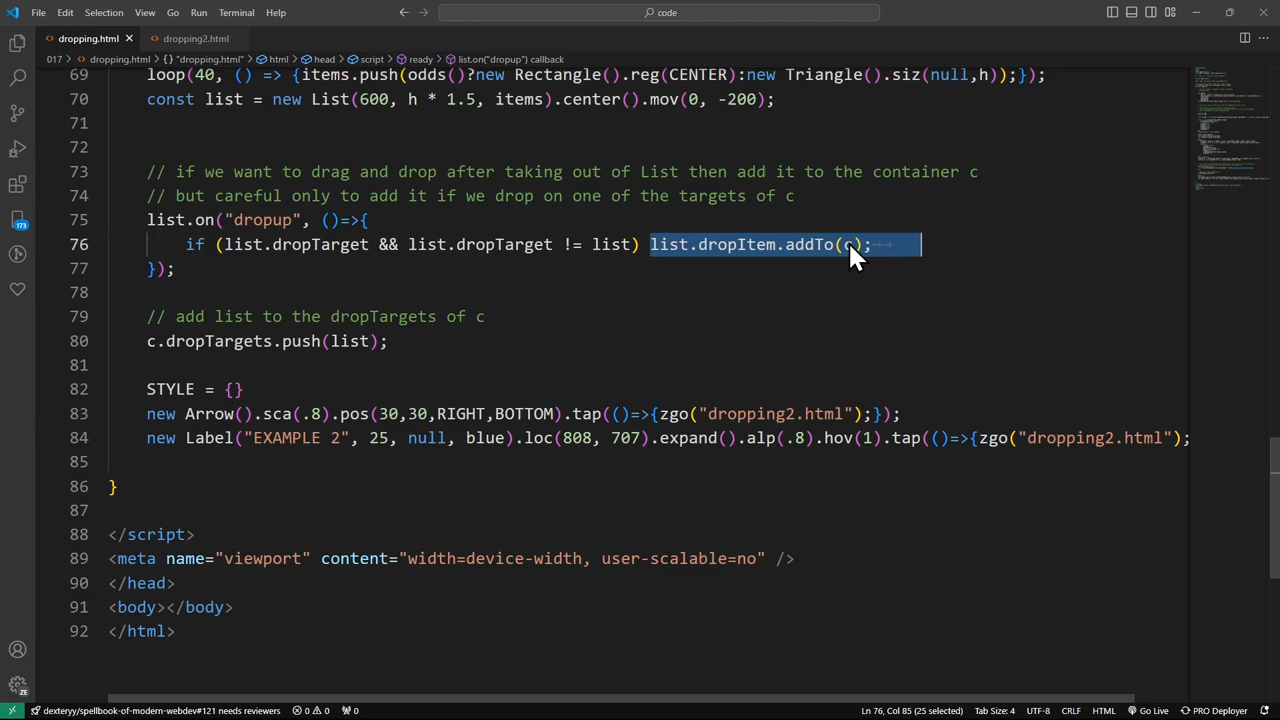 File Edit Selection View Go Run Terminal Help
code
dropping.html
dropping2.html
017 > dropping.html > {} "dropping.html" > html > head > script > ready > list.on("dropup") callback
69 loop(40, () => {items.push(odds()?new Rectangle().reg(CENTER):new Triangle().siz(null,h));});
70 const list = new List(600, h * 1.5, items).center().mov(0, -200);
71
72
73 // if we want to drag and drop after taking out of List then add it to the container c
74 // but careful only to add it if we drop on one of the targets of c
75 list.on("dropup", ()=>{
76 if (list.dropTarget && list.dropTarget != list) list.dropItem.addTo(c);
77 });
78
79 // add list to the dropTargets of c
80 c.dropTargets.push(list);
81
82 STYLE = {}
83 new Arrow().sca(.8).pos(30,30,RIGHT,BOTTOM).tap(()=>{zgo("dropping2.html");});
84 new Label("EXAMPLE 2", 25, null, blue).loc(808, 707).expand().alp(.8).hov(1).tap(()=>{zgo("dropping2.html");
85
86 }
87
88 </script>
89 <meta name="viewport" content="width=device-width, user-scalable=no" />
90 </head>
91 <body></body>
92 </html>
173
ZE
dexteryy/spellbook-of-modern-webdev#121 needs reviewers 0 0 0 Ln 76, Col 85 (25 selected) Tab Size: 4 UTF-8 CRLF HTML Go Live PRO Deployer